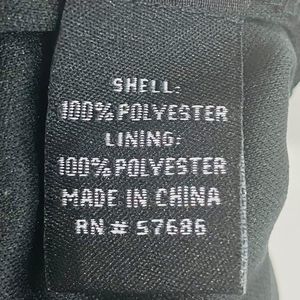 SHELL:
100% POLYESTER
LINING:
100% POLYESTER
MADE IN CHINA
RN # 57686